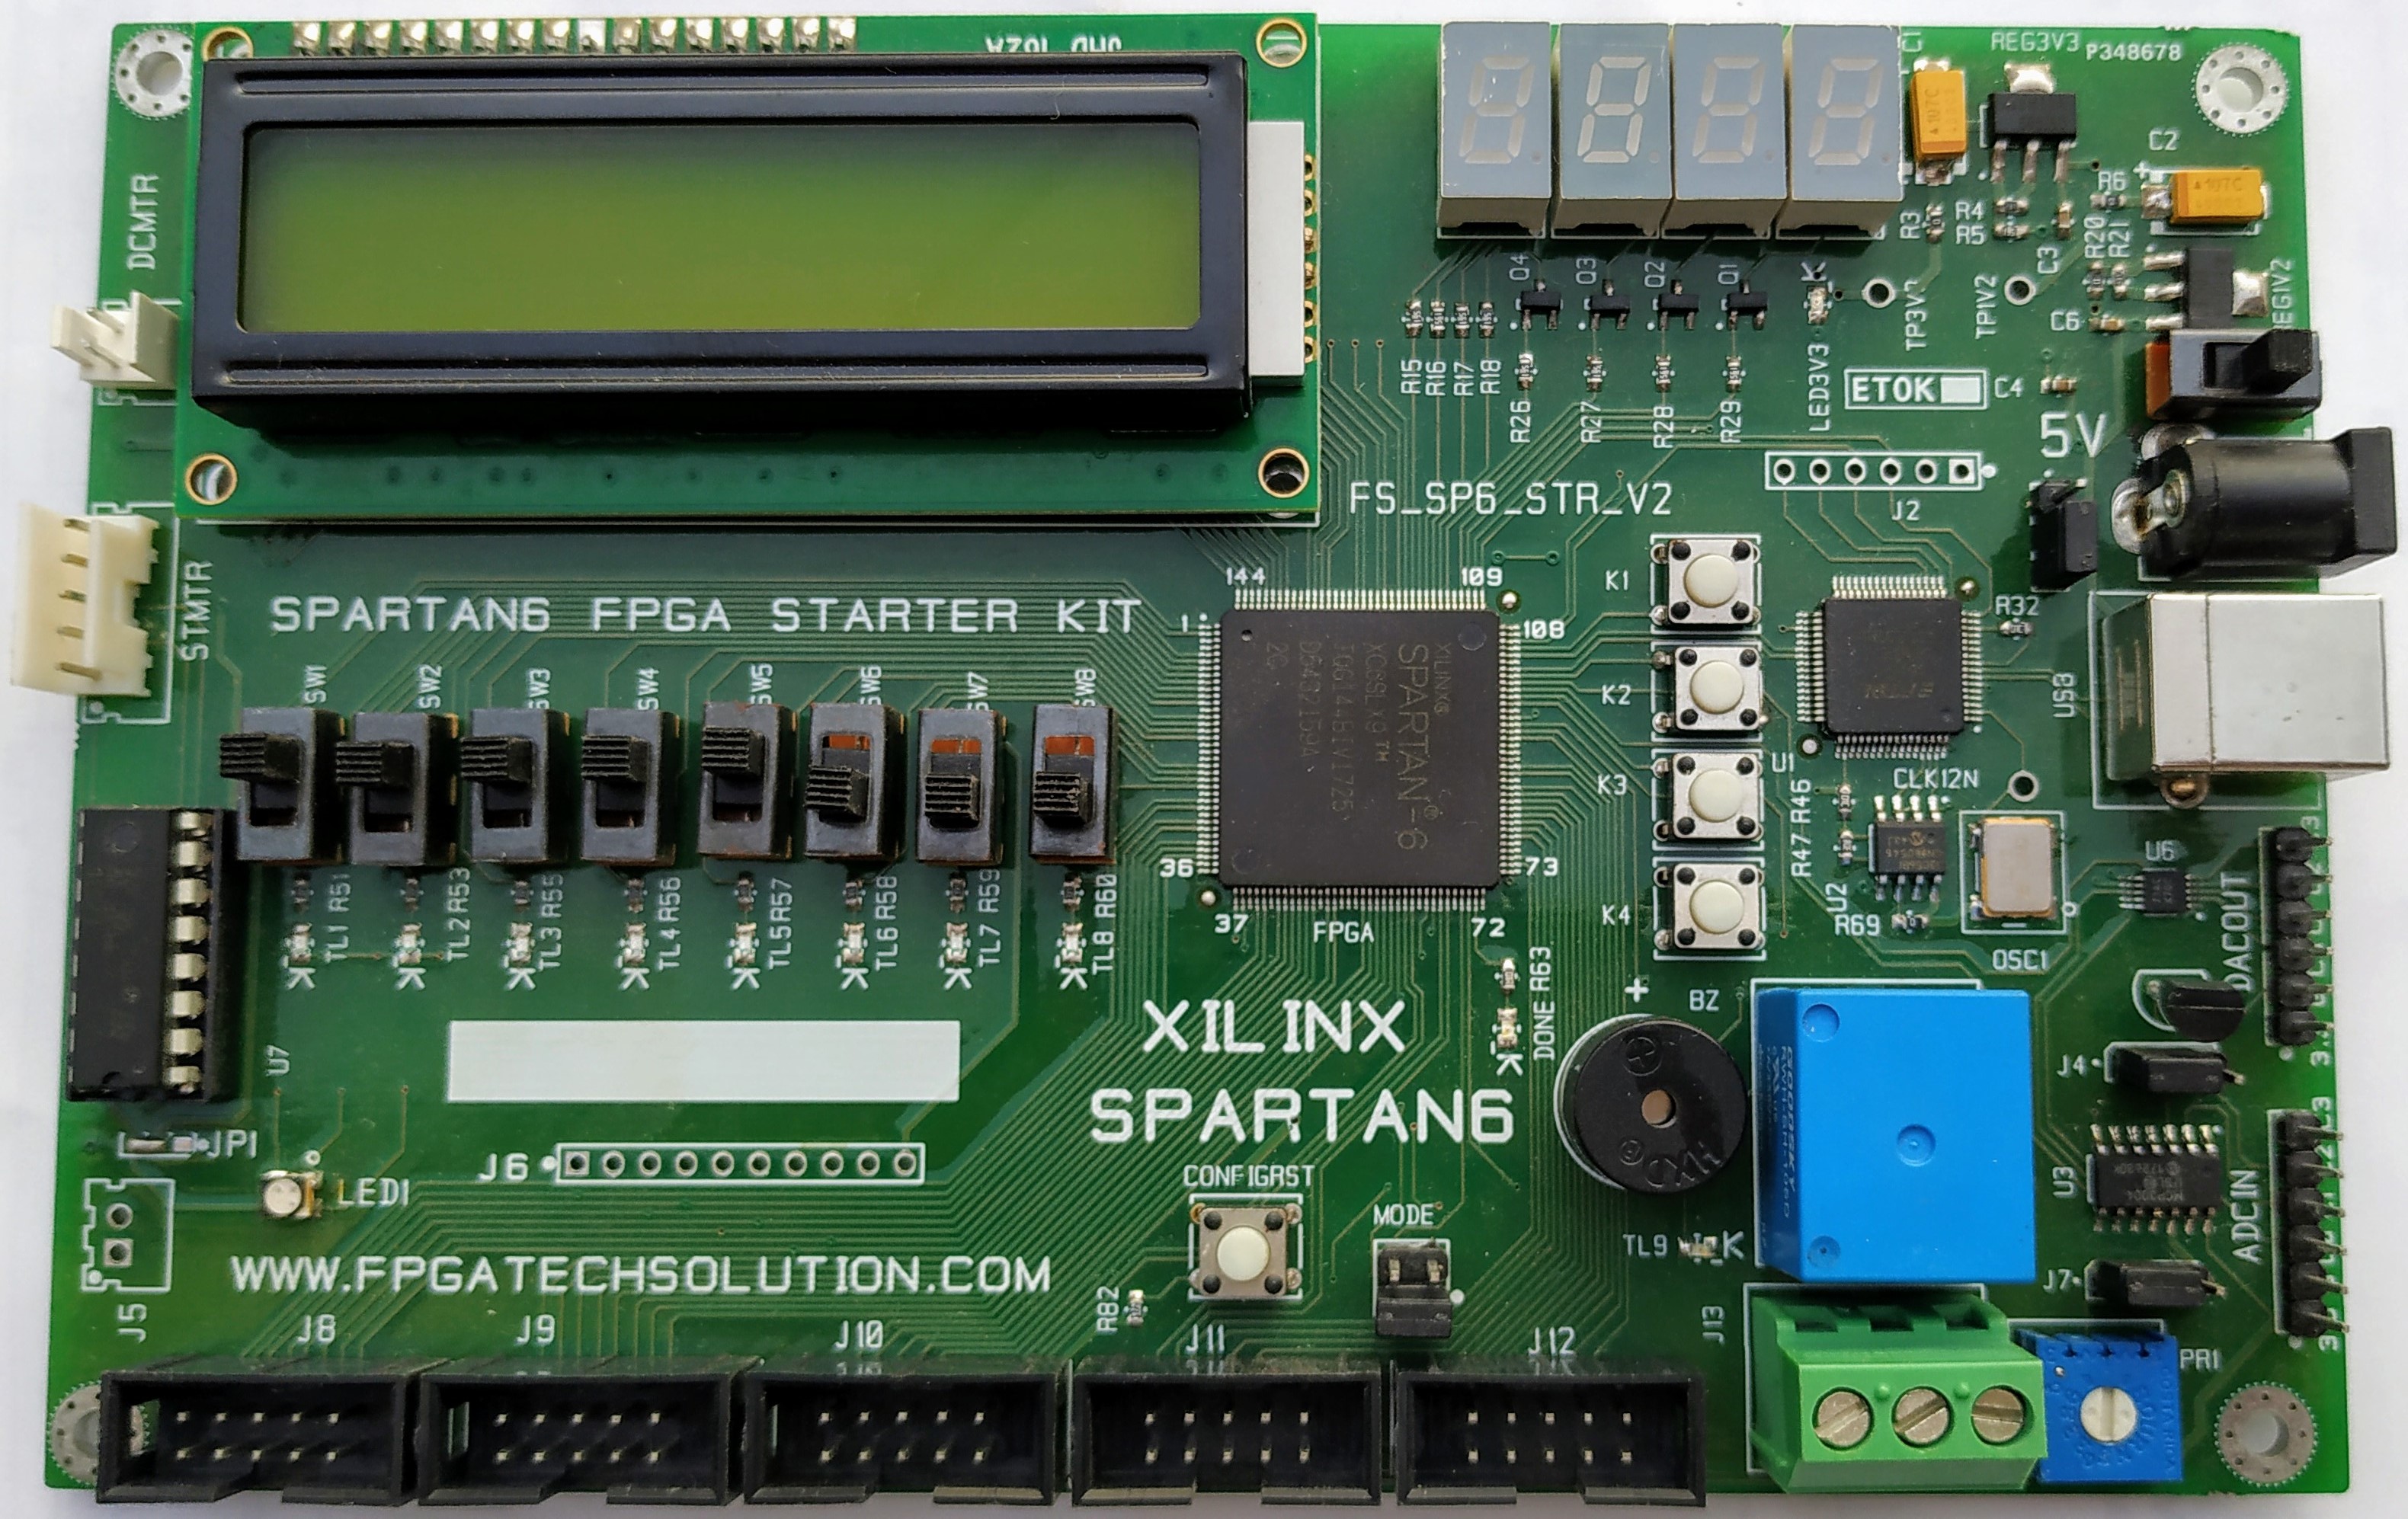 JHD 162A
C1
REG3V3
P348678
C2
R6
R3
R4
R5
R20
R21
C3
C6
DCMTR
Q4
Q3
Q2
Q1
K
TP3V3
TP1V2
R15
R16
R17
R18
R26
R27
R28
R29
LED3V3
ETOK
C4
5V
FS_SP6_STR_V2
J2
STMTR
SPARTAN6 FPGA STARTER KIT
144
109
1
108
K1
R32
SW1
SW2
SW3
SW4
SW5
SW6
SW7
SW8
XILINX®
SPARTAN®-6
XC6SLX9™
2C
K2
USB
K3
U1
CLK12N
R47 R46
36
73
37
FPGA
72
K4
U2
R69
OSC1
U6
DACOUT
TL1 R51
TL2 R53
TL3 R55
TL4 R56
TL5 R57
TL6 R58
TL7 R59
TL8 R60
K
K
K
K
K
K
K
K
DONE R63
K
+
BZ
XILINX
SPARTAN6
HXD
U7
J4
JP1
J6
LED1
CONFIGRST
MODE
TL9
K
U3
MCP3004
ADCIN
J7
WWW.FPGATECHSOLUTION.COM
R82
J5
J8
J9
J10
J11
J12
J13
PR1